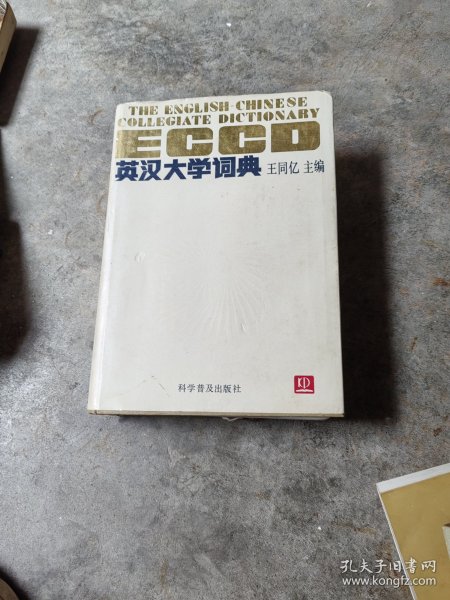 THE ENGLISH-CHINESE
COLLEGIATE DICTIONARY
ECCD
英汉大学词典 王同亿 主编
科学普及出版社
KP
孔夫子旧书网
www.kongfz.com